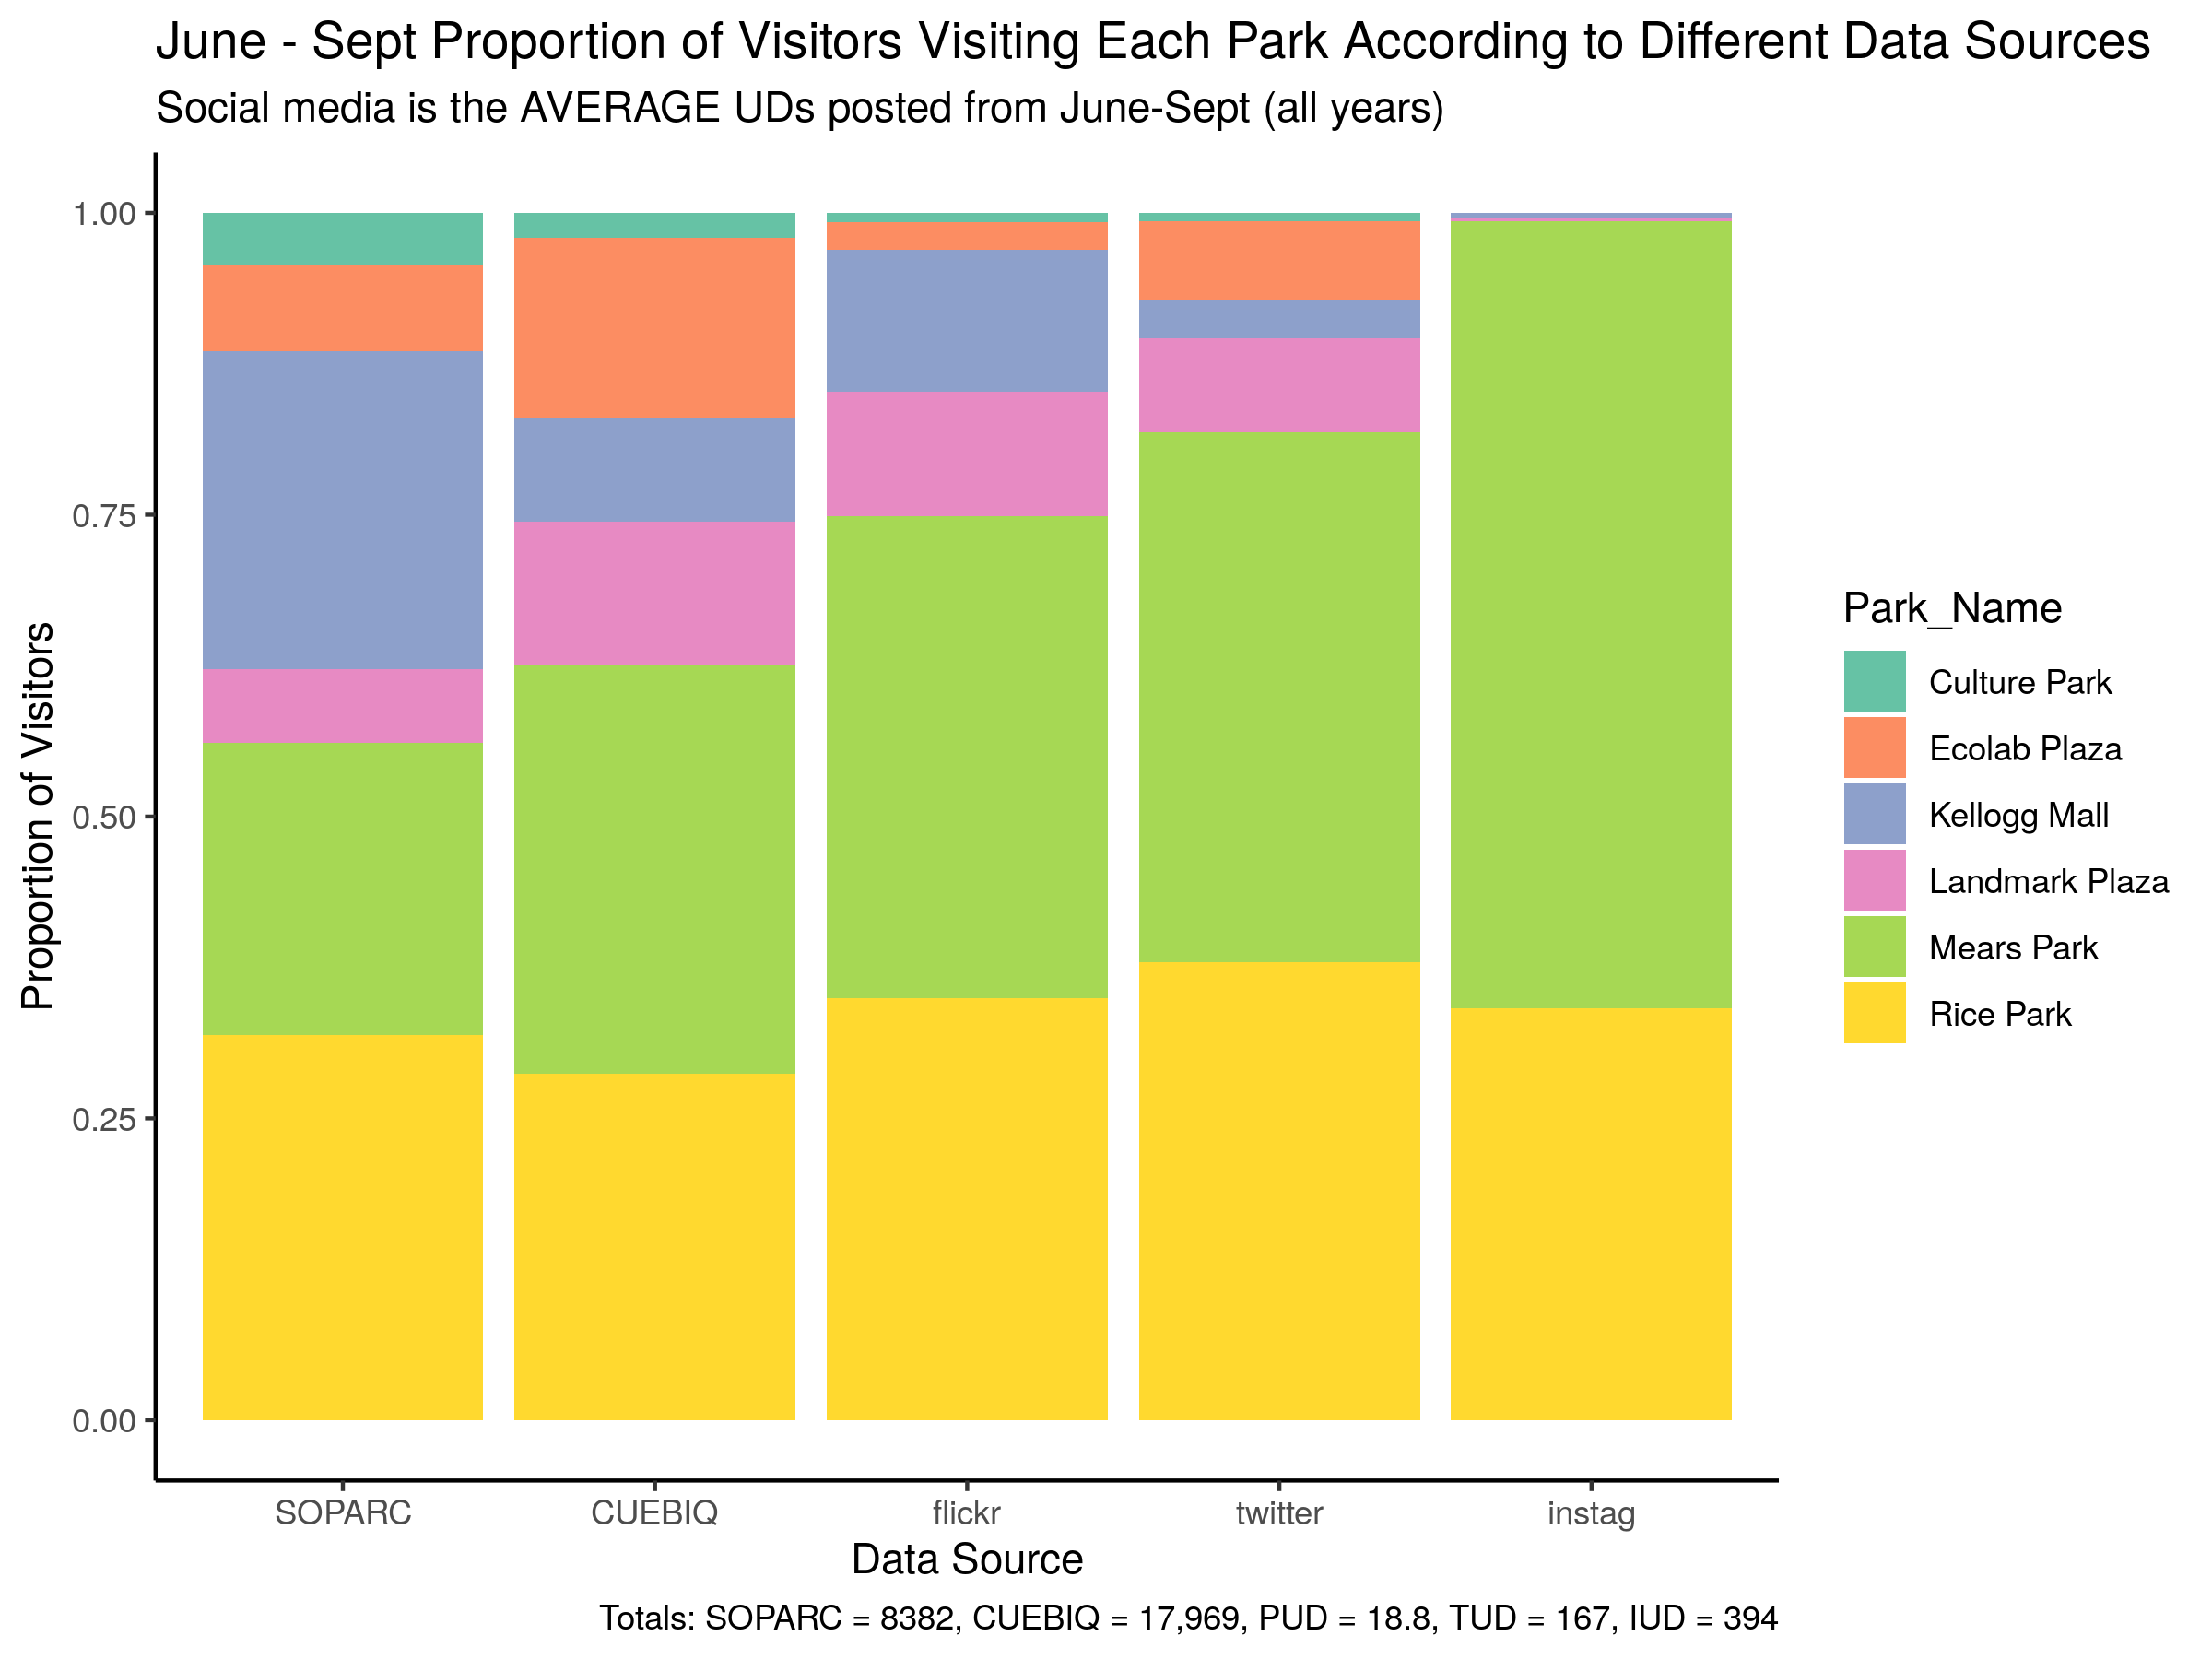 June - Sept Proportion of Visitors Visiting Each Park According to Different Data Sources
Social media is the AVERAGE UDs posted from June-Sept (all years)
Proportion of Visitors
1.00
0.75
0.50
0.25
0.00
SOPARC
CUEBIQ
flickr
twitter
instag
Data Source
Totals: SOPARC = 8382, CUEBIQ = 17,969, PUD = 18.8, TUD = 167, IUD = 394
Park_Name
Culture Park
Ecolab Plaza
Kellogg Mall
Landmark Plaza
Mears Park
Rice Park